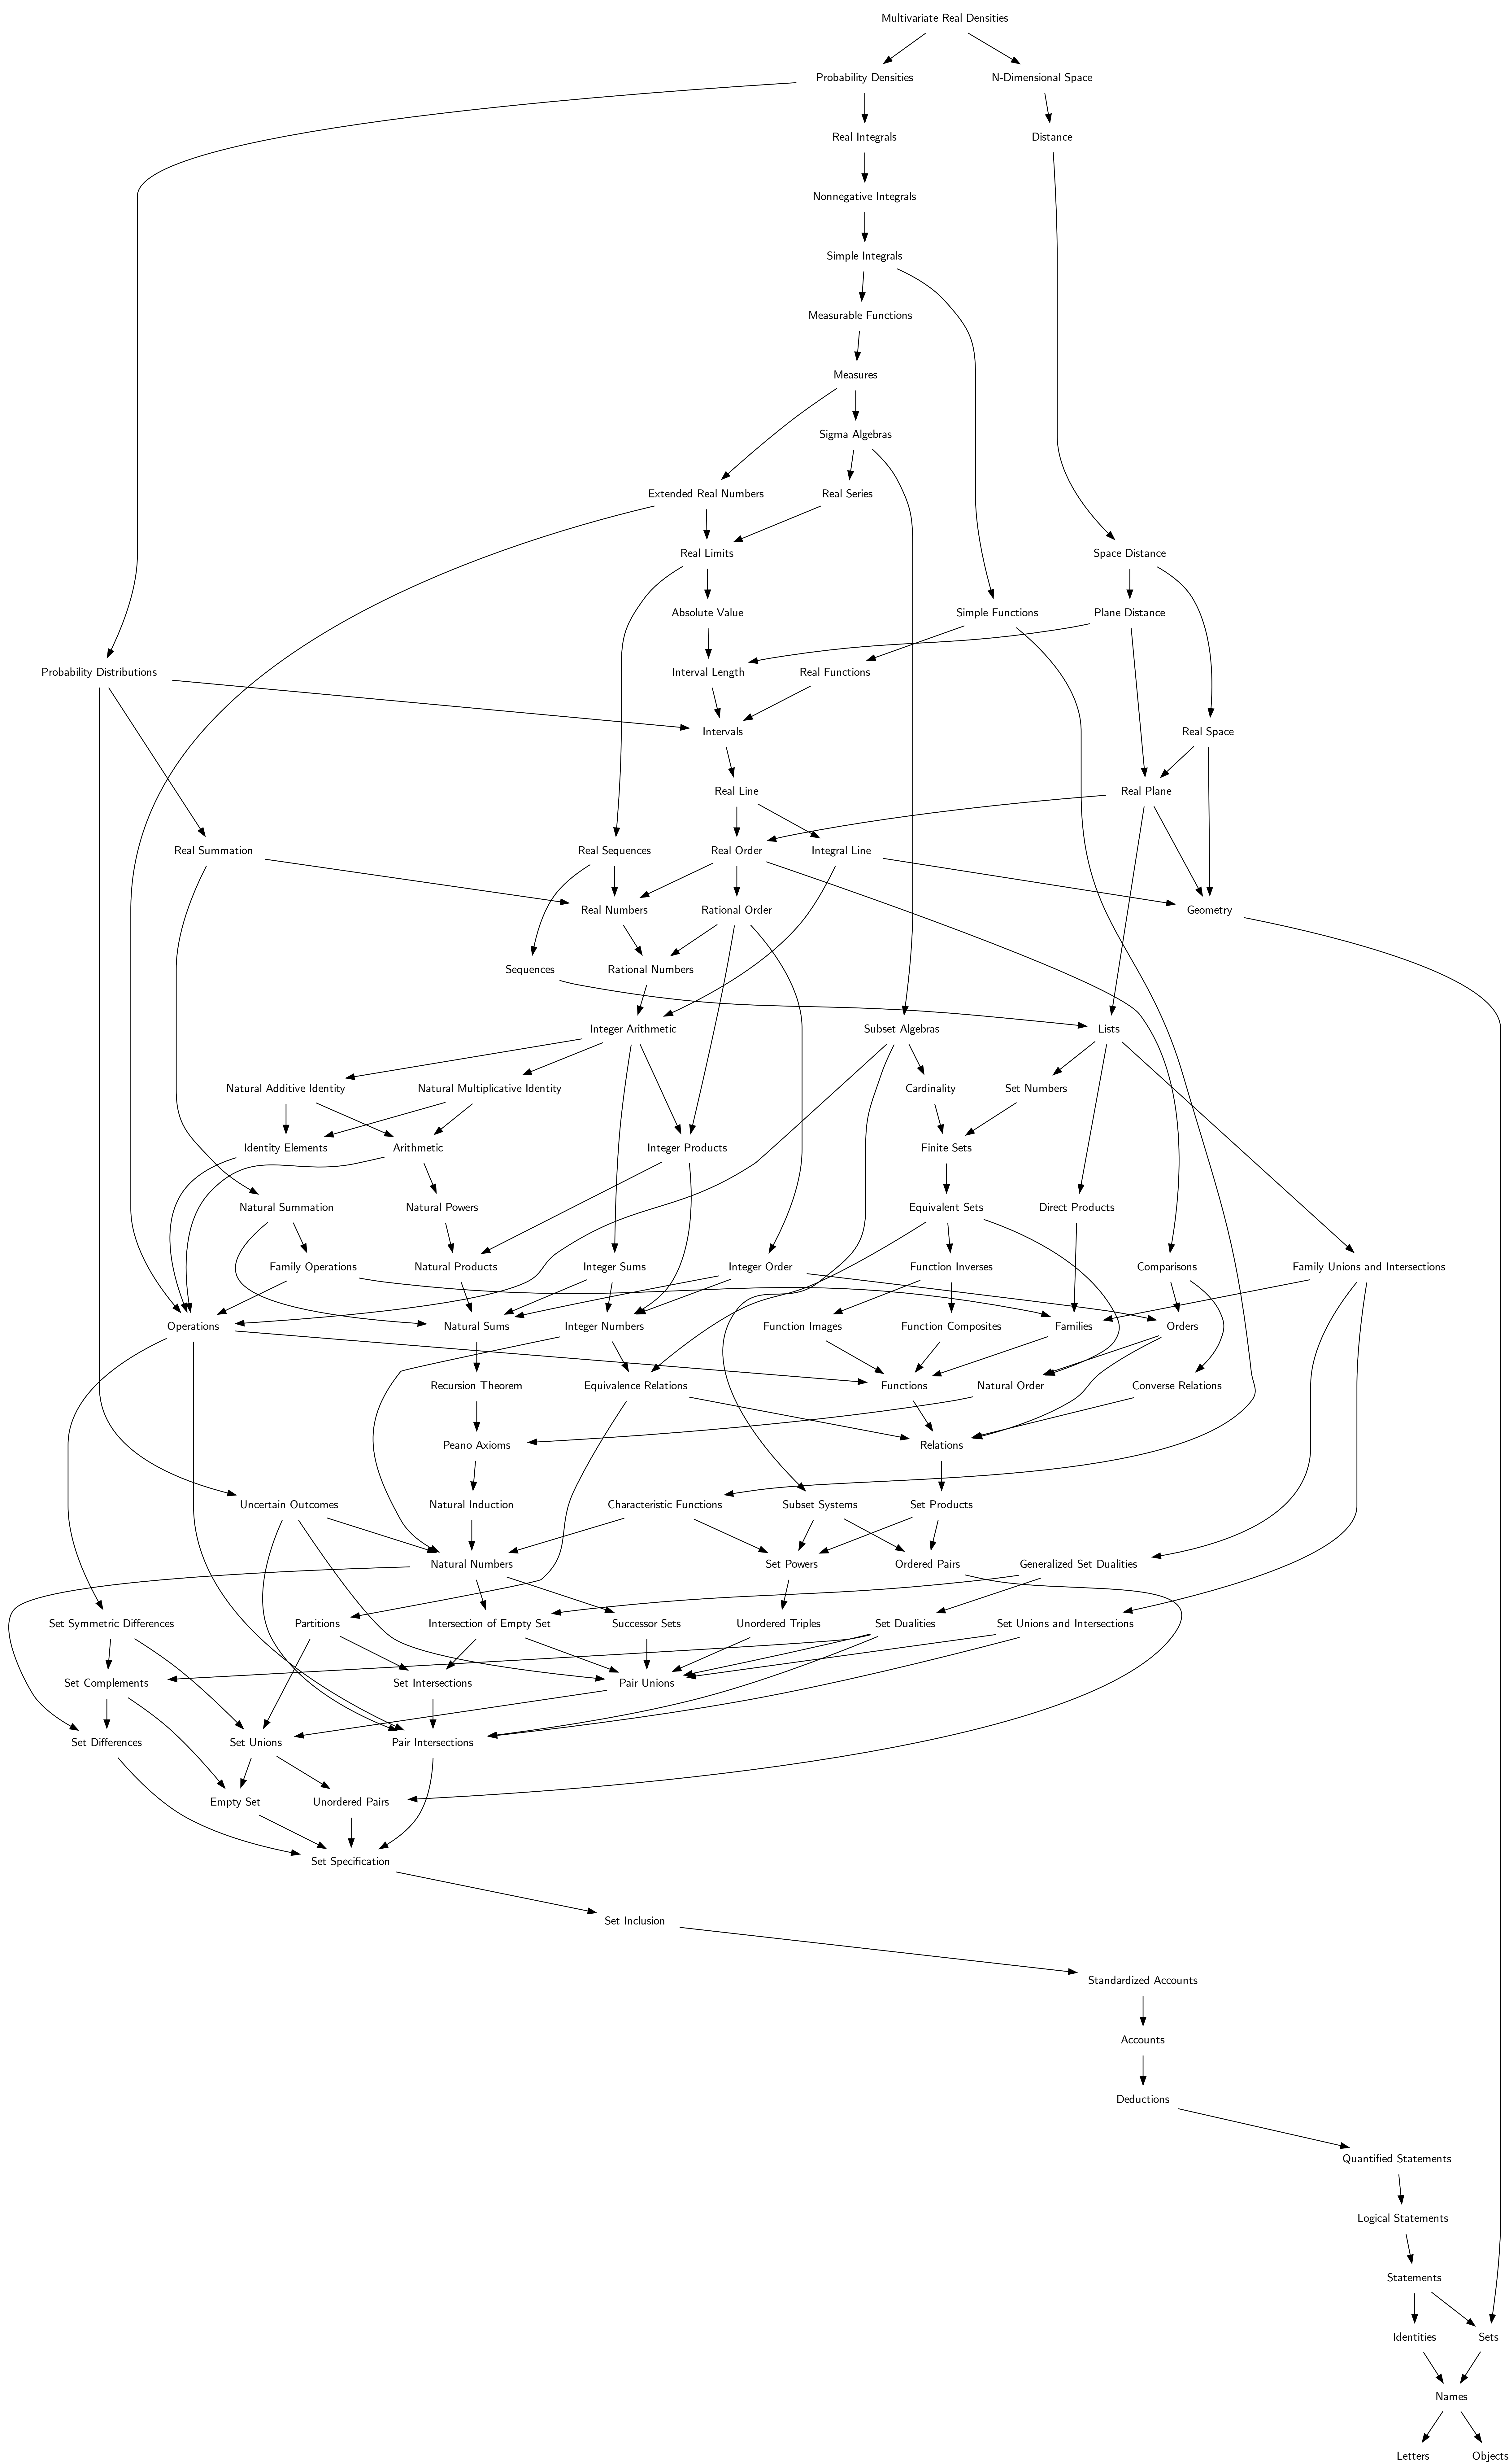 Multivariate Real Densities
Probability Densities
N-Dimensional Space
Real Integrals
Distance
Nonnegative Integrals
Simple Integrals
Measurable Functions
Measures
Sigma Algebras
Extended Real Numbers
Real Series
Real Limits
Space Distance
Absolute Value
Simple Functions
Plane Distance
Probability Distributions
Interval Length
Real Functions
Intervals
Real Space
Real Line
Real Plane
Real Summation
Real Sequences
Real Order
Integral Line
Real Numbers
Rational Order
Geometry
Sequences
Rational Numbers
Integer Arithmetic
Subset Algebras
Lists
Natural Additive Identity
Natural Multiplicative Identity
Cardinality
Set Numbers
Identity Elements
Arithmetic
Integer Products
Finite Sets
Natural Summation
Natural Powers
Equivalent Sets
Direct Products
Family Operations
Natural Products
Integer Sums
Integer Order
Function Inverses
Comparisons
Family Unions and Intersections
Operations
Natural Sums
Integer Numbers
Function Images
Function Composites
Families
Orders
Recursion Theorem
Equivalence Relations
Functions
Natural Order
Converse Relations
Peano Axioms
Relations
Uncertain Outcomes
Natural Induction
Characteristic Functions
Subset Systems
Set Products
Natural Numbers
Set Powers
Ordered Pairs
Generalized Set Dualities
Set Symmetric Differences
Partitions
Intersection of Empty Set
Successor Sets
Unordered Triples
Set Dualities
Set Unions and Intersections
Set Complements
Set Intersections
Pair Unions
Set Differences
Set Unions
Pair Intersections
Empty Set
Unordered Pairs
Set Specification
Set Inclusion
Standardized Accounts
Accounts
Deductions
Quantified Statements
Logical Statements
Statements
Identities
Sets
Names
Letters
Objects